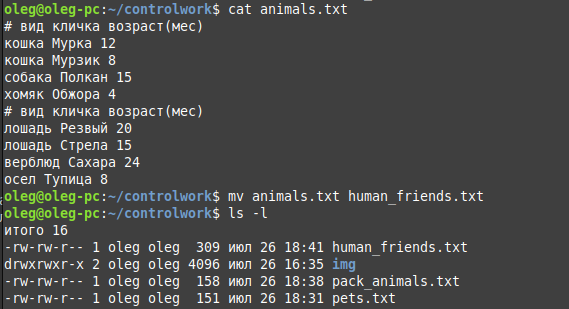 oleg@oleg-pc:~/controlwork$ cat animals.txt
# вид кличка возраст(мес)
кошка Мурка 12
кошка Мурзик 8
собака Полкан 15
хомяк Обжора 4
# вид кличка возраст(мес)
лошадь Резвый 20
лошадь Стрела 15
верблюд Сахара 24
осел Тупица 8
oleg@oleg-pc:~/controlwork$ mv animals.txt human_friends.txt
oleg@oleg-pc:~/controlwork$ ls -l
итого 16
-rw-rw-r-- 1 oleg oleg  309 июл 26 18:41 human_friends.txt
drwxrwxr-x 2 oleg oleg 4096 июл 26 16:35 img
-rw-rw-r-- 1 oleg oleg  158 июл 26 18:38 pack_animals.txt
-rw-rw-r-- 1 oleg oleg  151 июл 26 18:31 pets.txt